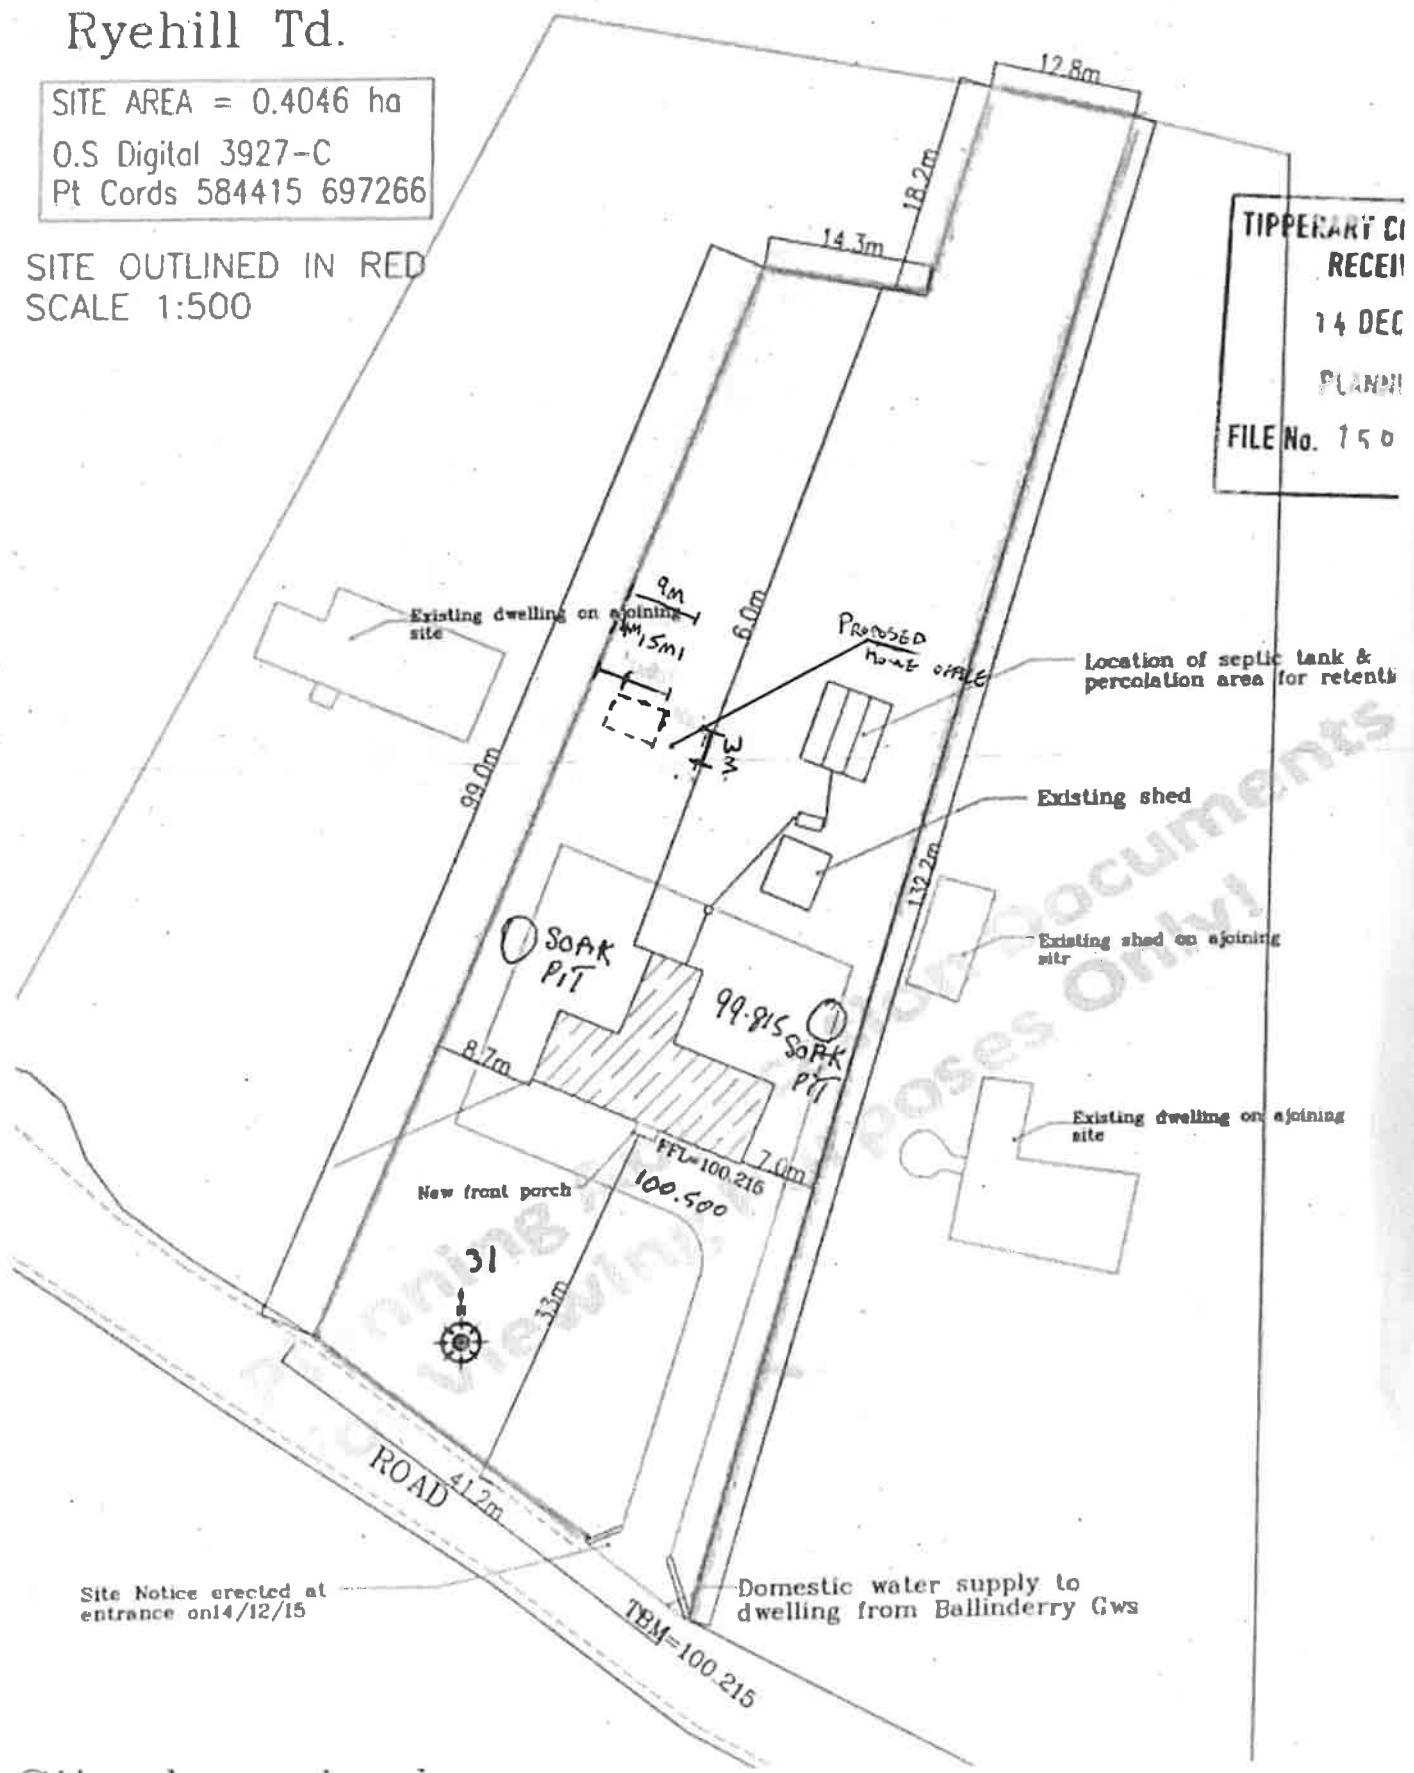 Ryehill Td.
SITE AREA = 0.4046 ha
O.S Digital 3927-C
Pt Cords 584415 697266
SITE OUTLINED IN RED
SCALE 1:500
12.8m
18.2m
14.3m
TIPPERARY
14 DEC
FILE No. 150
9M
Existing dwelling on ajoining
site
15m
6.0m
PROPOSED
HOME OFFICE
Location of septic tank &
percolation area for retenti
3M.
99.0m
Existing shed
132.2m
Existing shed on ajoining
sitr
SOAK
PIT
99.815
SOAK
PIT
8.7m
Existing dwelling on ajoining
site
FFL=100.215
7.0m
New front porch
100.500
31
33m
ROAD
41.2m
Site Notice erected at
entrance on14/12/15
Domestic water supply to
dwelling from Ballinderry Gws
TBM=100.215
Documents
Viewing Purposes Only!